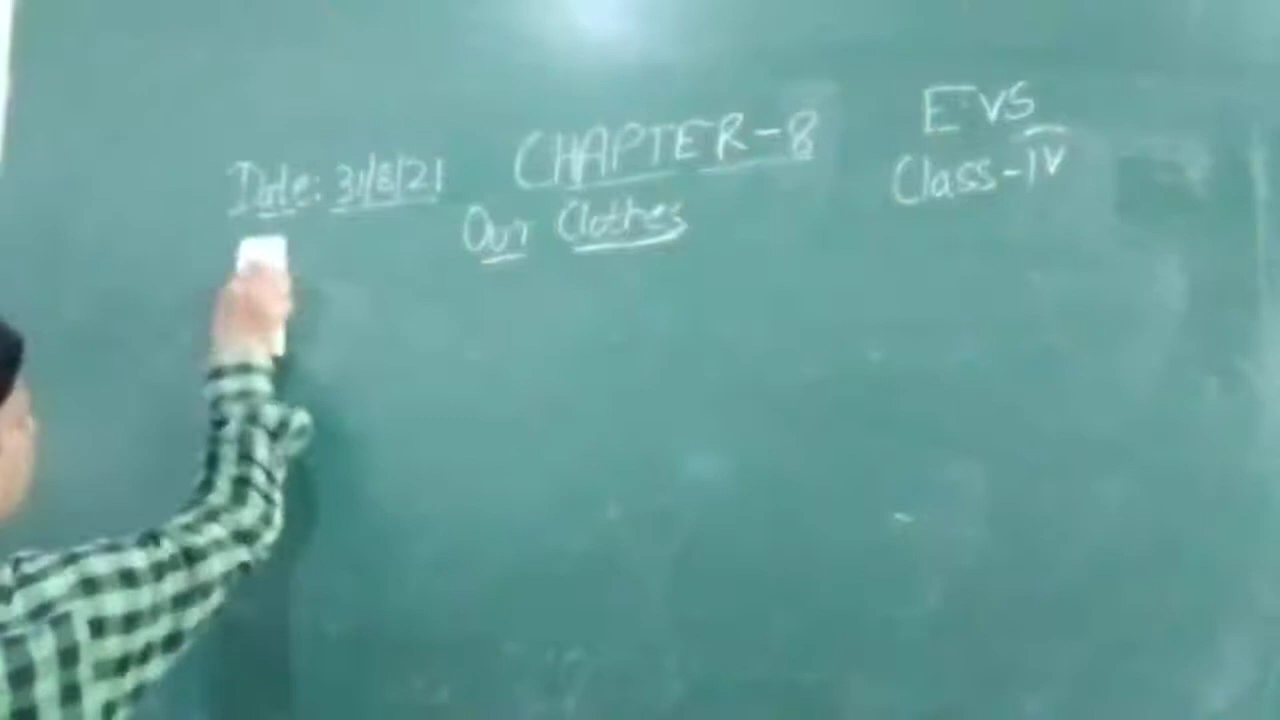 EVS
CHAPTER-8
Date: 31/8/21
Class-IV
Our Clothes